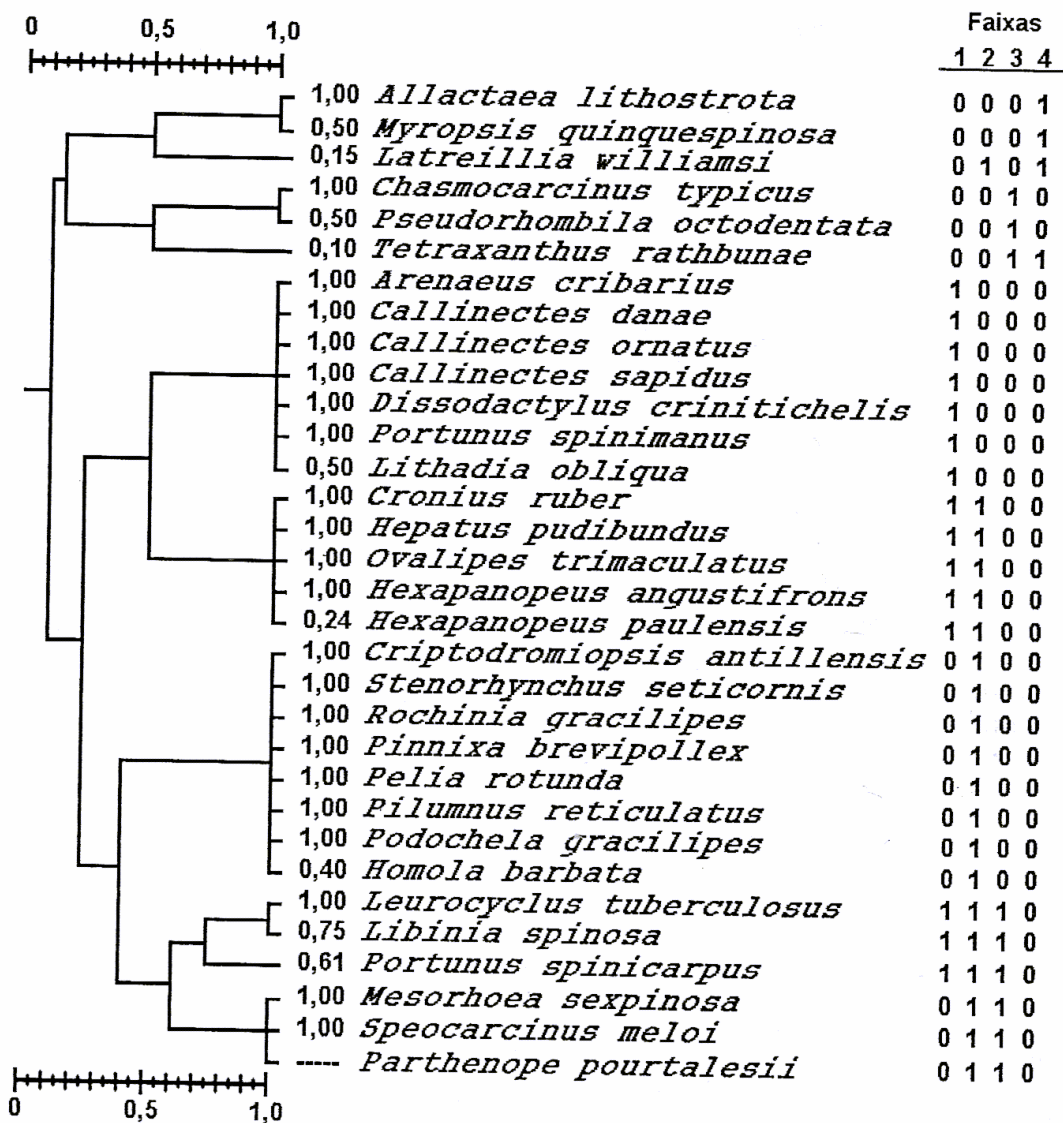 0 0,5 1,0
Faixas
1 2 3 4
1,00 Allactaea lithostrota 0 0 0 1
0,50 Myropsis quinquespinosa 0 0 0 1
0,15 Latreillia williamsi 0 1 0 1
1,00 Chasmocarcinus typicus 0 0 1 0
0,50 Pseudorhombila octodentata 0 0 1 0
0,10 Tetraxanthus rathbunae 0 0 1 1
1,00 Arenaeus cribarius 1 0 0 0
1,00 Callinectes danae 1 0 0 0
1,00 Callinectes ornatus 1 0 0 0
1,00 Callinectes sapidus 1 0 0 0
1,00 Dissodactylus crinitichelis 1 0 0 0
1,00 Portunus spinimanus 1 0 0 0
0,50 Lithadia obliqua 1 0 0 0
1,00 Cronius ruber 1 1 0 0
1,00 Hepatus pudibundus 1 1 0 0
1,00 Ovalipes trimaculatus 1 1 0 0
1,00 Hexapanopeus angustifrons 1 1 0 0
0,24 Hexapanopeus paulensis 1 1 0 0
1,00 Criptodromiopsis antillensis 0 1 0 0
1,00 Stenorhynchus seticornis 0 1 0 0
1,00 Rochinia gracilipes 0 1 0 0
1,00 Pinnixa brevipollex 0 1 0 0
1,00 Pelia rotunda 0 1 0 0
1,00 Pilumnus reticulatus 0 1 0 0
1,00 Podochela gracilipes 0 1 0 0
0,40 Homola barbata 0 1 0 0
1,00 Leurocyclus tuberculosus 1 1 1 0
0,75 Libinia spinosa 1 1 1 0
0,61 Portunus spinicarpus 1 1 1 0
1,00 Mesorhoea sexpinosa 0 1 1 0
1,00 Speocarcinus meloi 0 1 1 0
----- Parthenope pourtalesii 0 1 1 0
0 0,5 1,0